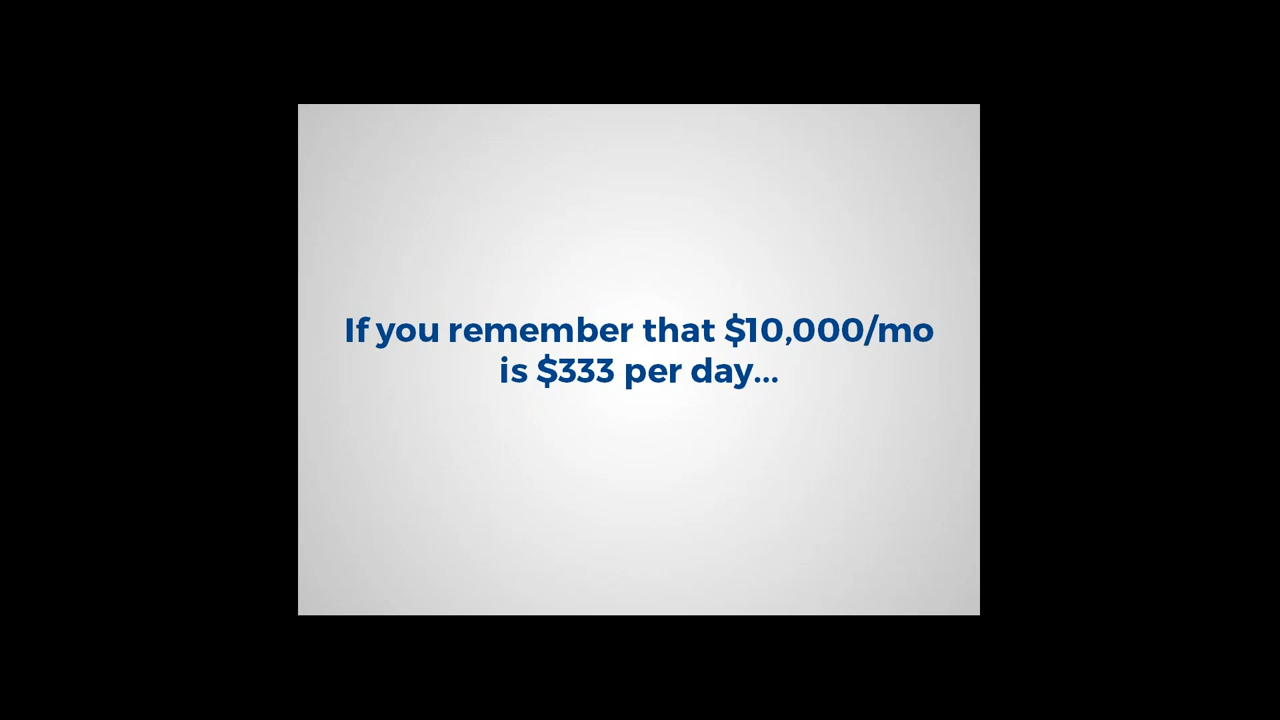 If you remember that $10,000/mo
is $333 per day...